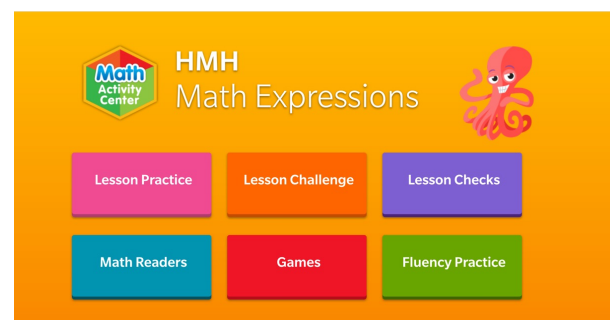 Math
Activity
Center
HMH
Math Expressions
Lesson Practice
Lesson Challenge
Lesson Checks
Math Readers
Games
Fluency Practice